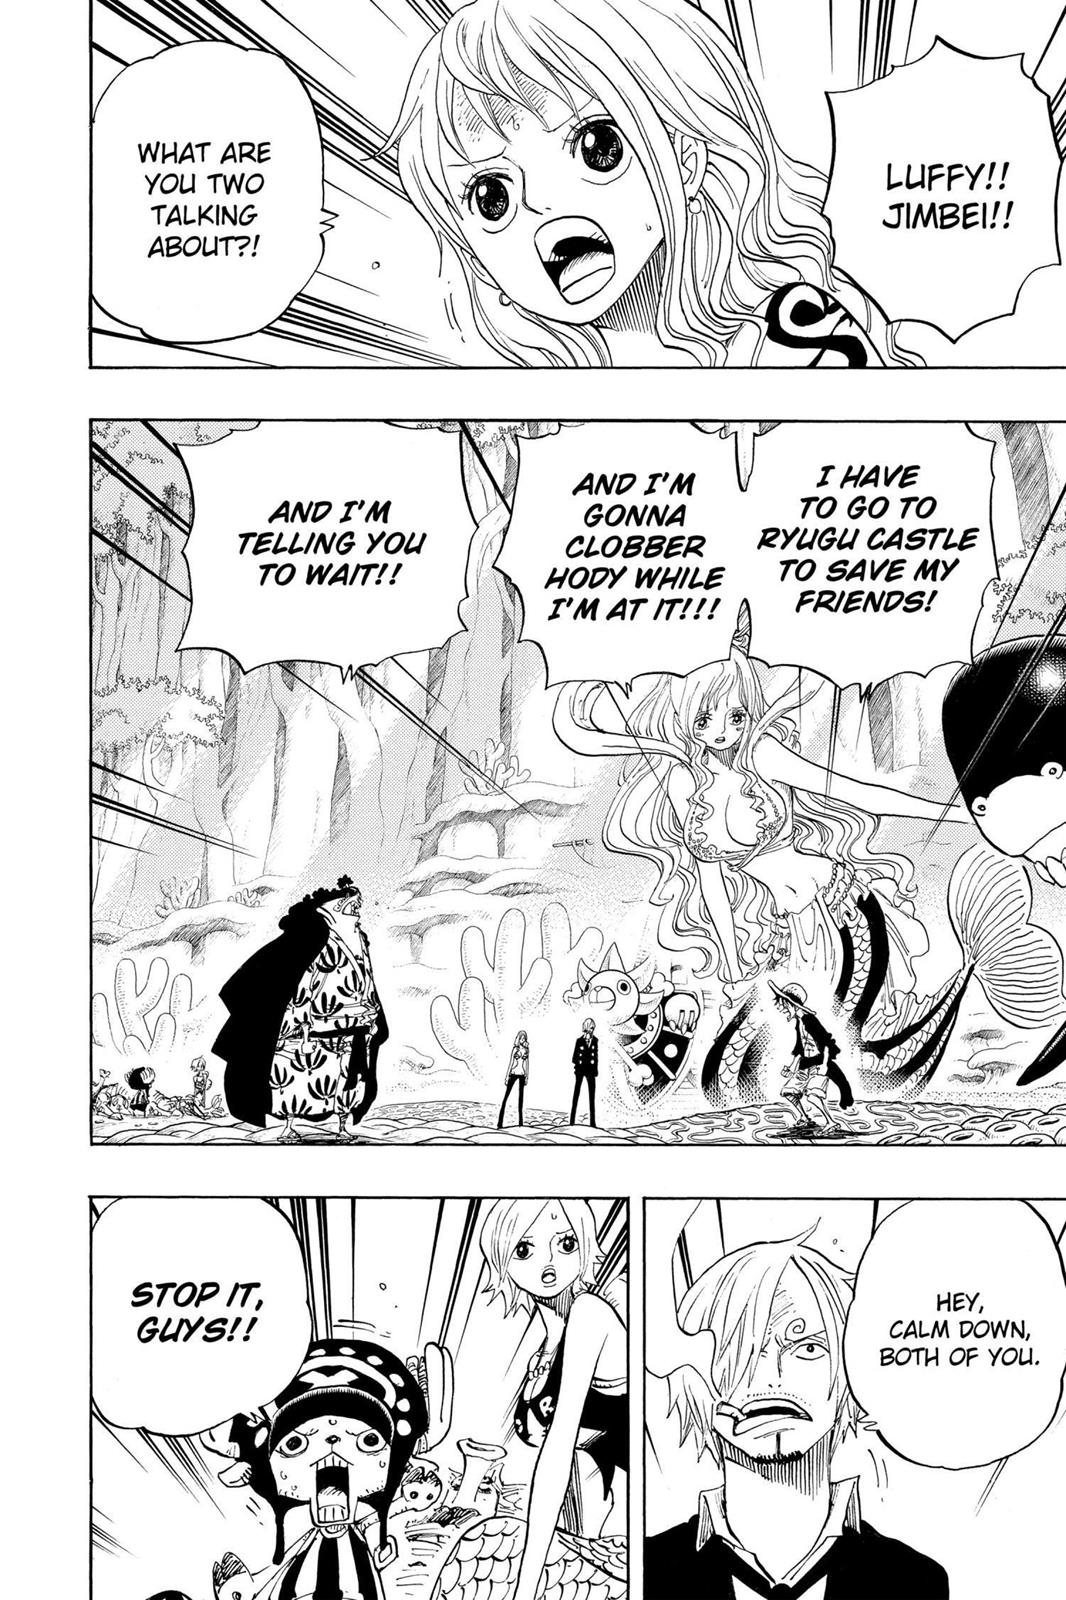 LUFFY!!
JIMBEI!!
WHAT ARE
YOU TWO
TALKING
ABOUT?!
I HAVE
TO GO TO
RYUGU CASTLE
TO SAVE MY
FRIENDS!
AND I'M
GONNA
CLOBBER
HODY WHILE
I'M AT IT!!!
AND I'M
TELLING YOU
TO WAIT!!
HEY,
CALM DOWN,
BOTH OF YOU.
STOP IT,
GUYS!!